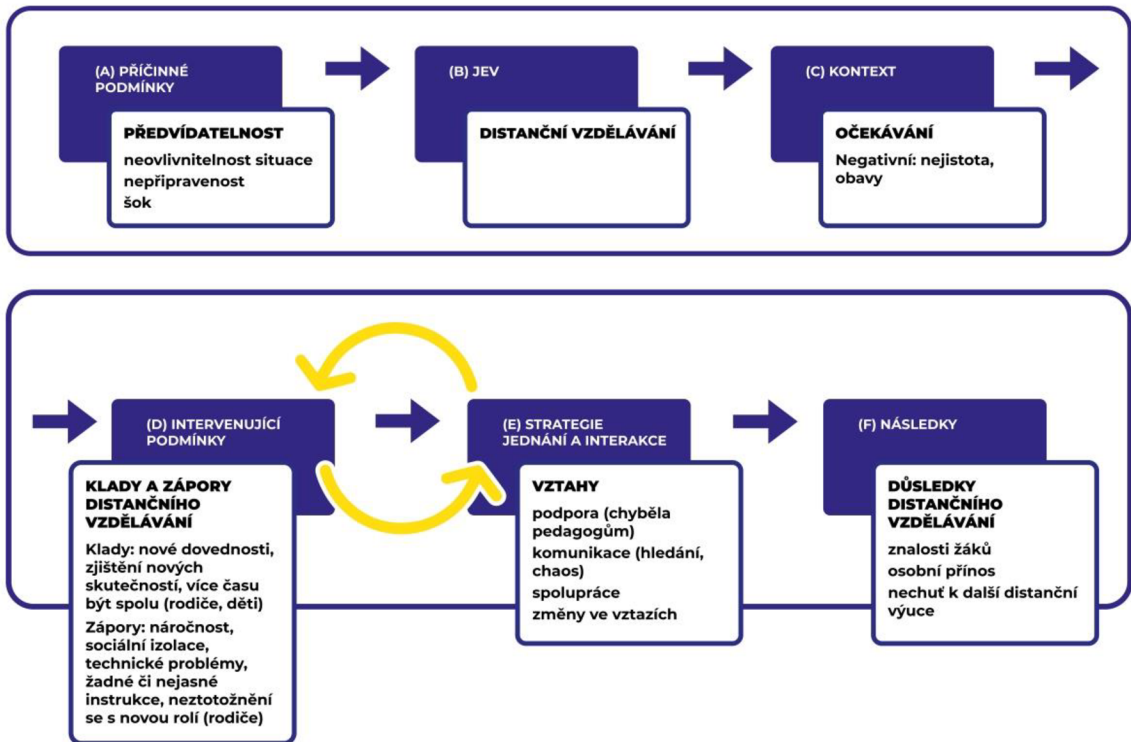 (A) PŘÍČINNÉ
PODMÍNKY
PŘEDVÍDATELNOST
neovlivnitelnost situace
nepřipravenost
šok
(B) JEV
DISTANČNÍ VZDĚLÁVÁNÍ
(C) KONTEXT
OČEKÁVÁNÍ
Negativní: nejistota,
obavy
(D) INTERVENUJÍCÍ
PODMÍNKY
KLADY A ZÁPORY
DISTANČNÍHO
VZDĚLÁVÁNÍ
Klady: nové dovednosti,
zjištění nových
skutečností, více času
být spolu (rodiče, děti)
Zápory: náročnost,
sociální izolace,
technické problémy,
žádné či nejasné
instrukce, neztotožnění
se s novou rolí (rodiče)
(E) STRATEGIE
JEDNÁNÍ A INTERAKCE
VZTAHY
podpora (chyběla
pedagogům)
komunikace (hledání,
chaos)
spolupráce
změny ve vztazích
(F) NÁSLEDKY
DŮSLEDKY
DISTANČNÍHO
VZDĚLÁVÁNÍ
znalosti žáků
osobní přínos
nechuť k další distanční
výuce